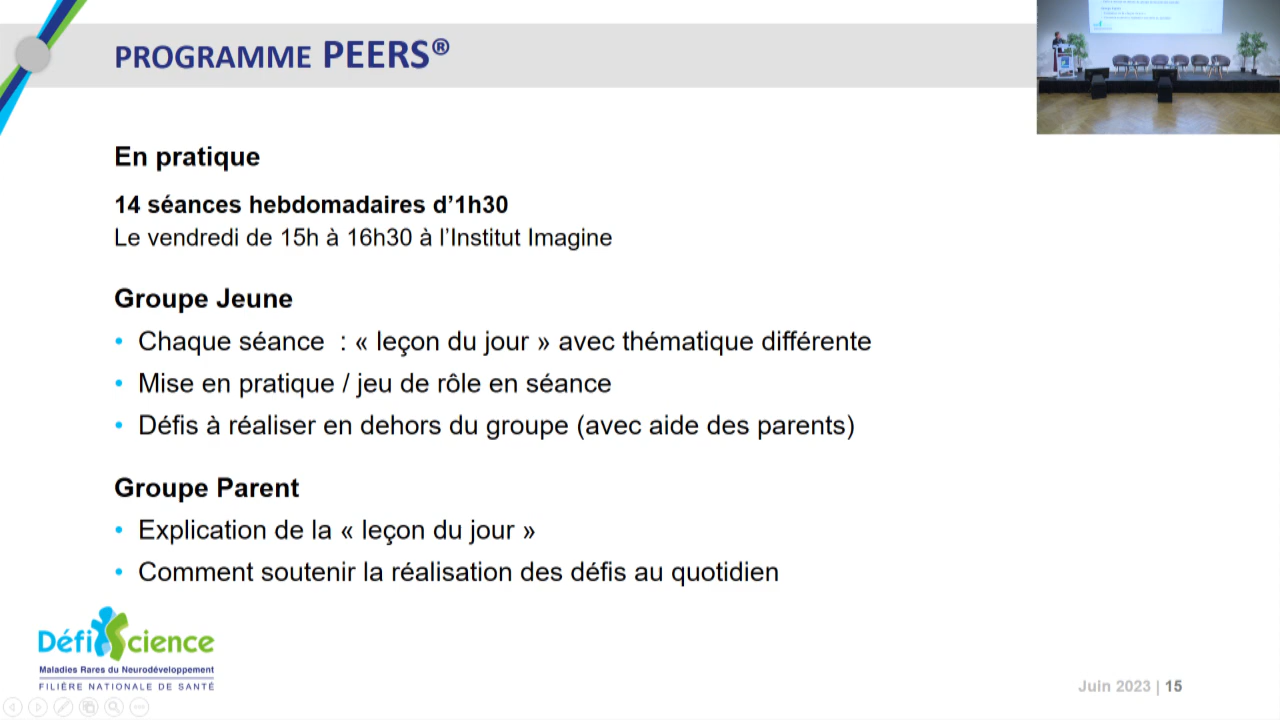 PROGRAMME PEERS®
En pratique
14 séances hebdomadaires d’1h30
Le vendredi de 15h à 16h30 à l’Institut Imagine
Groupe Jeune
• Chaque séance : « leçon du jour » avec thématique différente
• Mise en pratique / jeu de rôle en séance
• Défis à réaliser en dehors du groupe (avec aide des parents)
Groupe Parent
• Explication de la « leçon du jour »
• Comment soutenir la réalisation des défis au quotidien
DéfiScience
Maladies Rares du Neurodéveloppement
FILIÈRE NATIONALE DE SANTÉ
Juin 2023 | 15